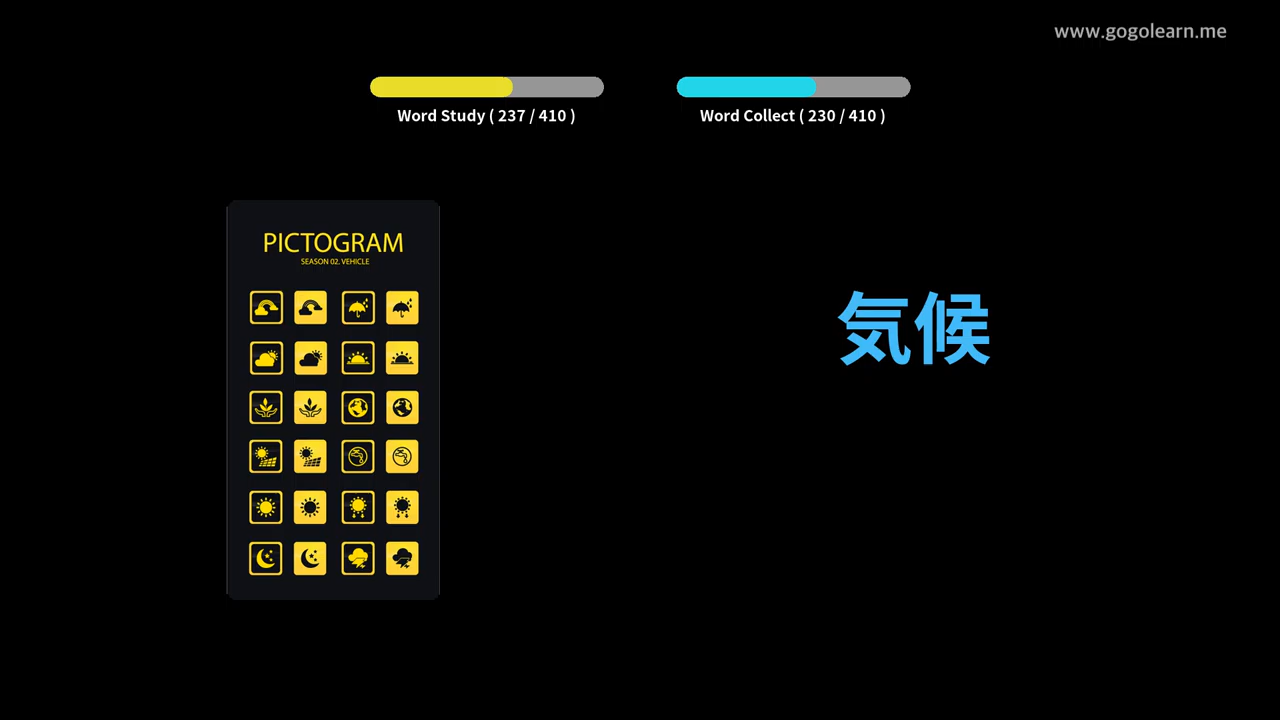 www.gogolearn.me
Word Study ( 237 / 410 )
Word Collect ( 230 / 410 )
PICTOGRAM
SEASON 02. VEHICLE
気候